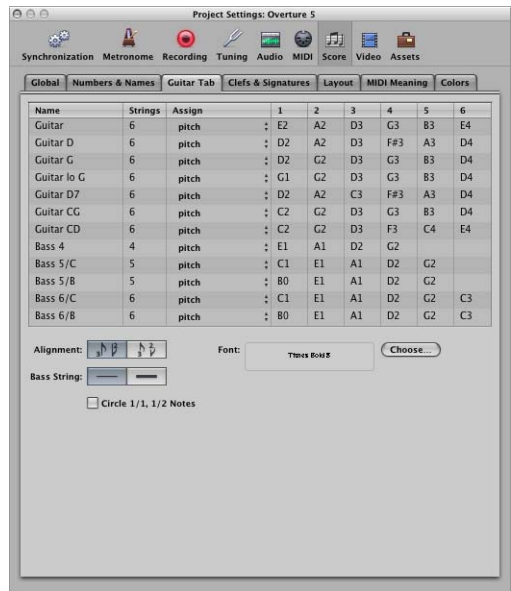 Project Settings: Overture 5
Synchronization Metronome Recording Tuning Audio MIDI Score Video Assets
Global Numbers & Names Guitar Tab Clefs & Signatures Layout MIDI Meaning Colors
Name Strings Assign 1 2 3 4 5 6
Guitar 6 pitch E2 A2 D3 G3 B3 E4
Guitar D 6 pitch D2 A2 D3 F#3 A3 D4
Guitar G 6 pitch D2 G2 D3 G3 B3 D4
Guitar lo G 6 pitch G1 G2 D3 G3 B3 D4
Guitar D7 6 pitch D2 A2 C3 F#3 A3 D4
Guitar CG 6 pitch C2 G2 D3 G3 B3 D4
Guitar CD 6 pitch C2 G2 D3 F3 C4 E4
Bass 4 4 pitch E1 A1 D2 G2
Bass 5/C 5 pitch C1 E1 A1 D2 G2
Bass 5/B 5 pitch B0 E1 A1 D2 G2
Bass 6/C 6 pitch C1 E1 A1 D2 G2 C3
Bass 6/B 6 pitch B0 E1 A1 D2 G2 C3
Alignment: Font: Times Bold 8 Choose...
Bass String:
Circle 1/1, 1/2 Notes